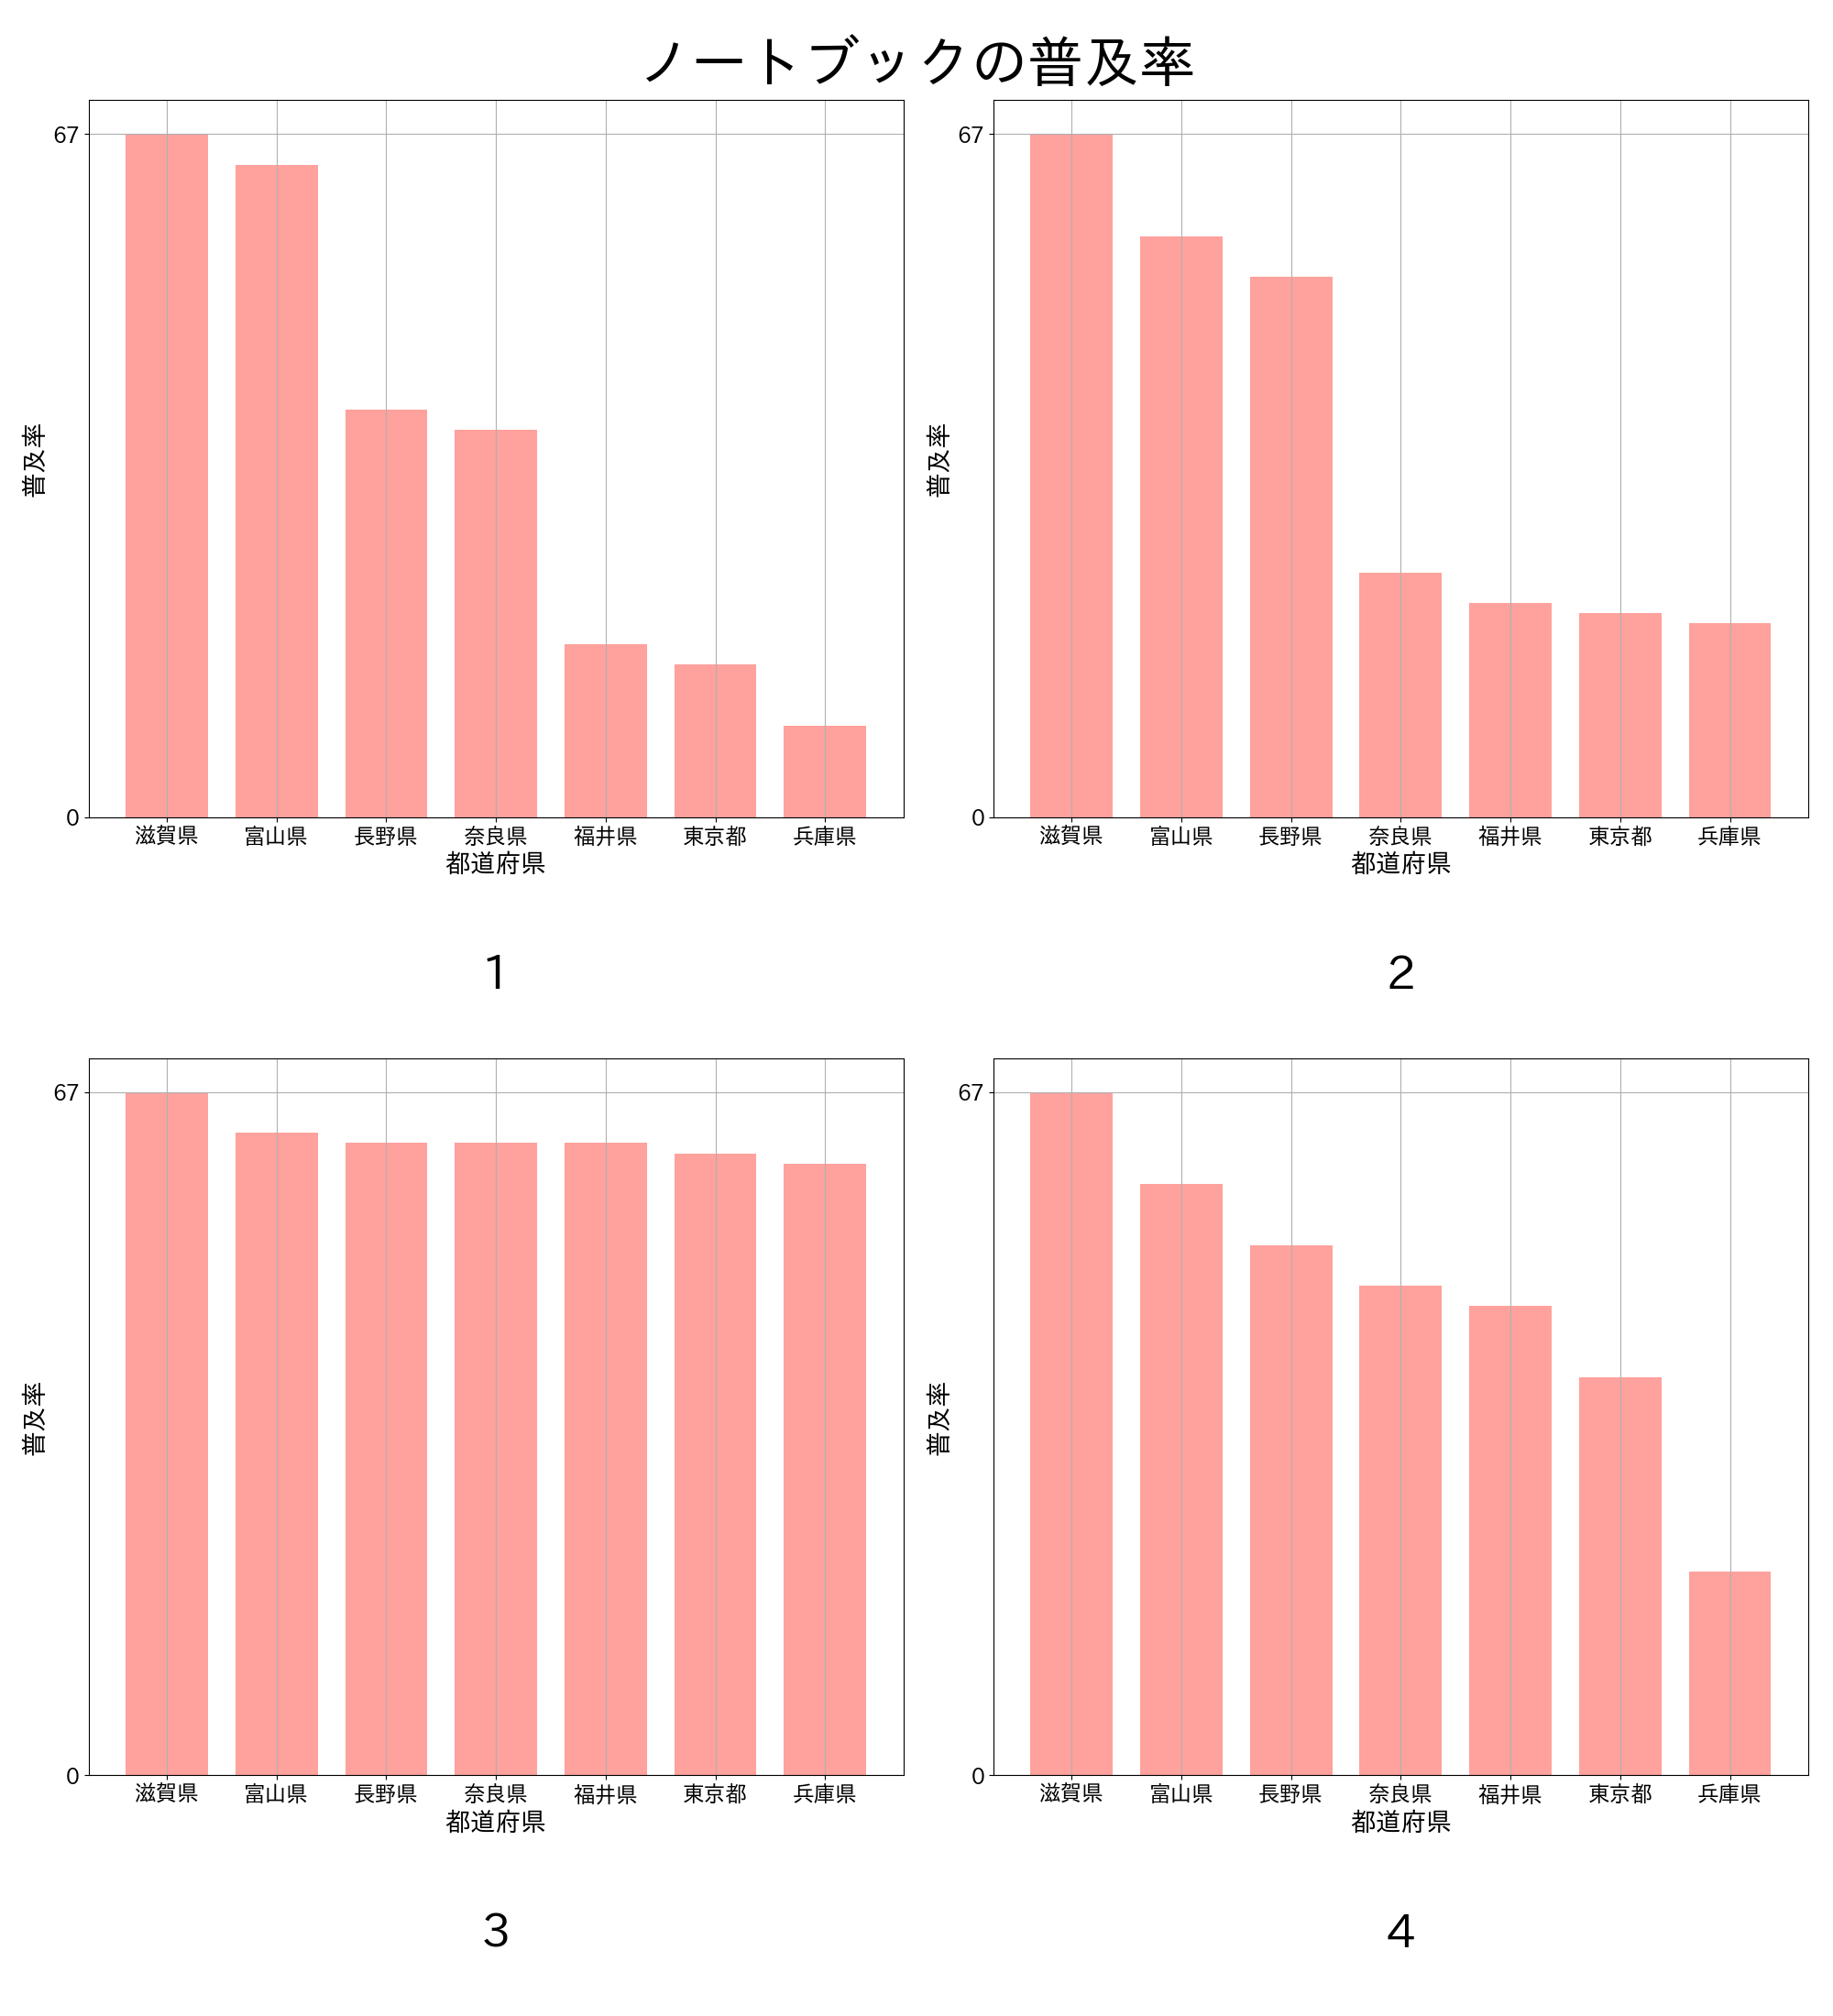 ノートブックの普及率
67
0
普及率
滋賀県 富山県 長野県 奈良県 福井県 東京都 兵庫県
都道府県
1
67
0
普及率
滋賀県 富山県 長野県 奈良県 福井県 東京都 兵庫県
都道府県
2
67
0
普及率
滋賀県 富山県 長野県 奈良県 福井県 東京都 兵庫県
都道府県
3
67
0
普及率
滋賀県 富山県 長野県 奈良県 福井県 東京都 兵庫県
都道府県
4